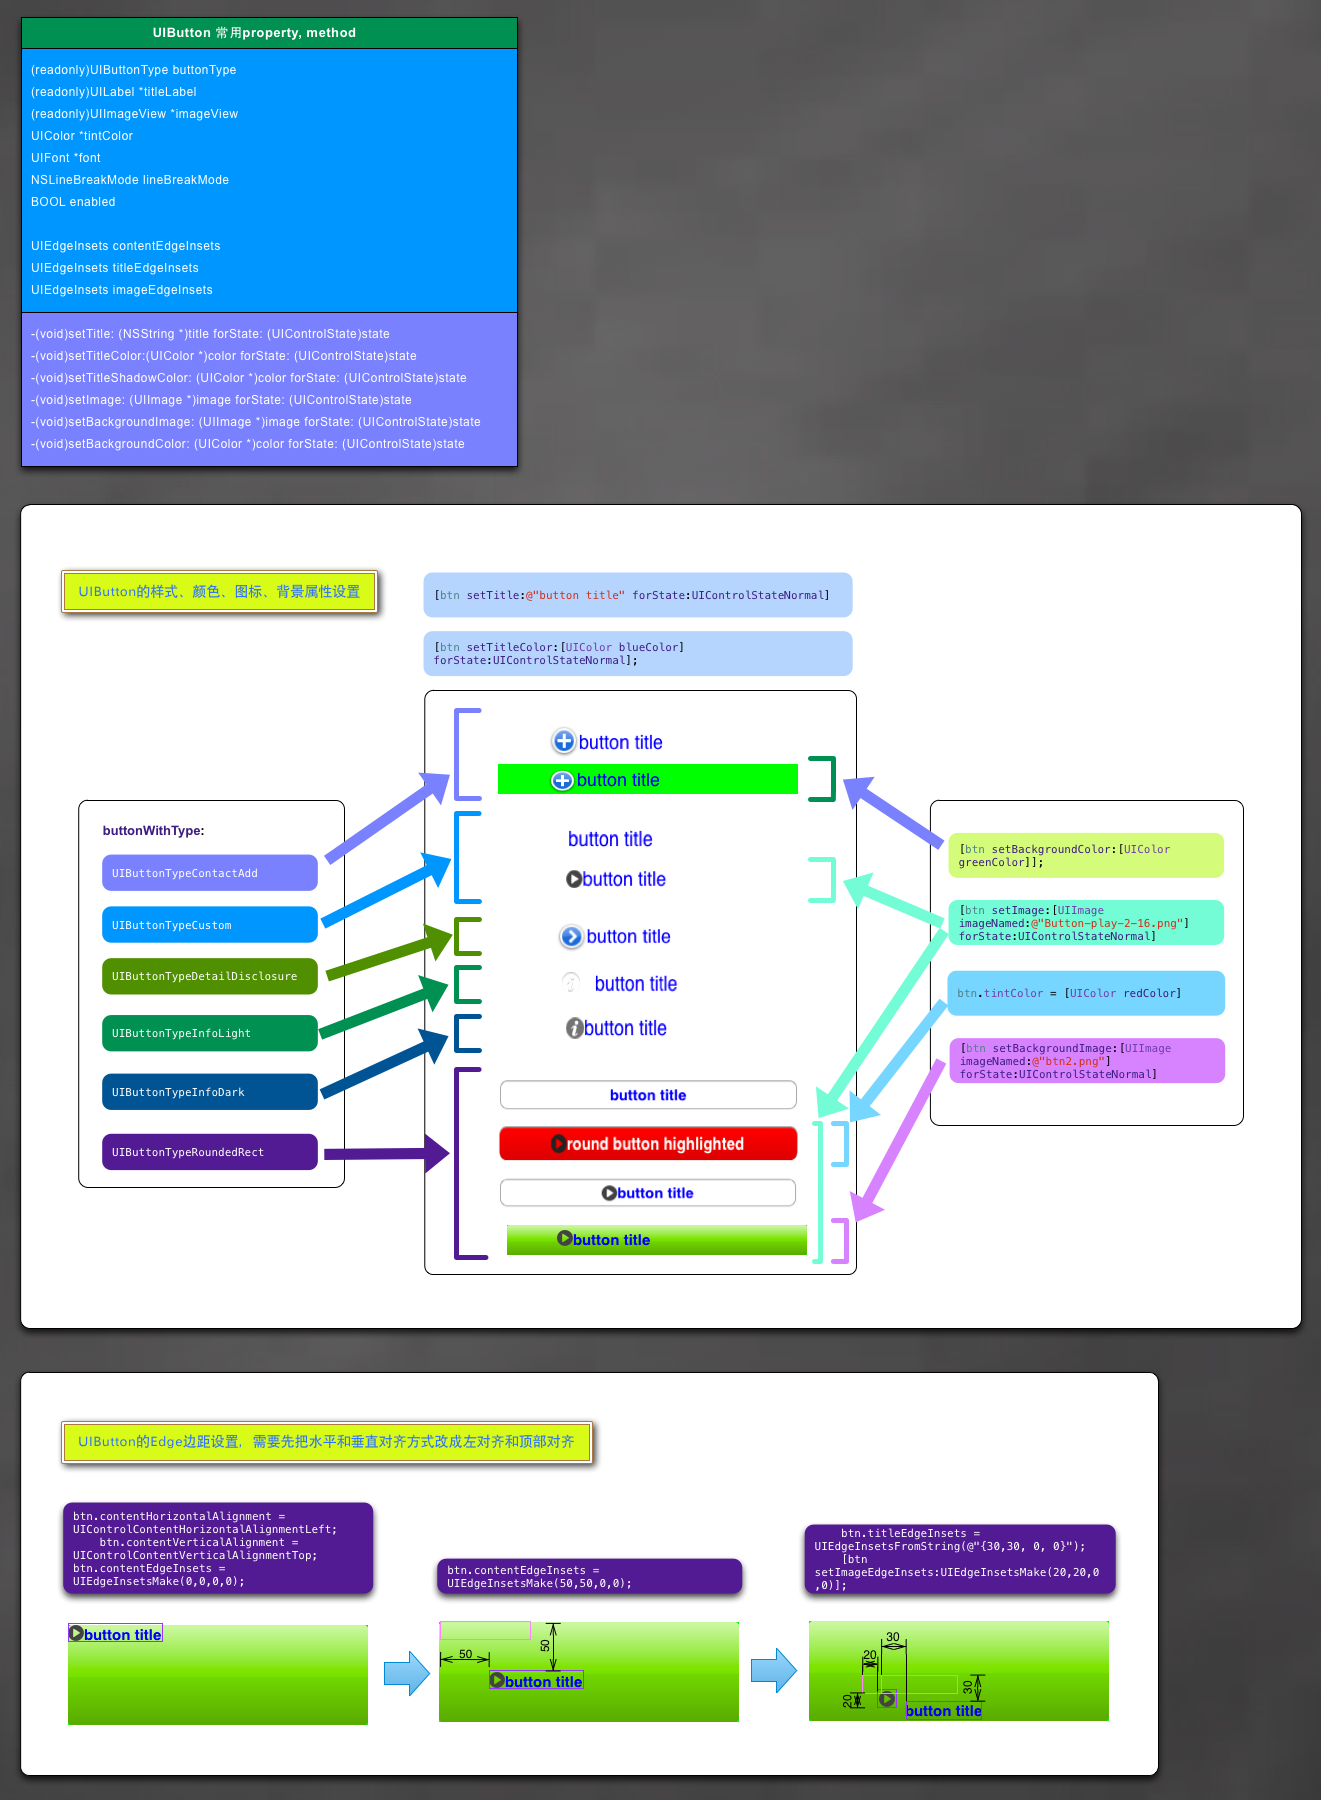 UIButton 常用property, method
(readonly)UIButtonType buttonType
(readonly)UILabel *titleLabel
(readonly)UIImageView *imageView
UIColor *tintColor
UIFont *font
NSLineBreakMode lineBreakMode
BOOL enabled
UIEdgeInsets contentEdgeInsets
UIEdgeInsets titleEdgeInsets
UIEdgeInsets imageEdgeInsets
-(void)setTitle: (NSString *)title forState: (UIControlState)state
-(void)setTitleColor:(UIColor *)color forState: (UIControlState)state
-(void)setTitleShadowColor: (UIColor *)color forState: (UIControlState)state
-(void)setImage: (UIImage *)image forState: (UIControlState)state
-(void)setBackgroundImage: (UIImage *)image forState: (UIControlState)state
-(void)setBackgroundColor: (UIColor *)color forState: (UIControlState)state
UIButton的样式、颜色、图标、背景属性设置
[btn setTitle:@"button title" forState:UIControlStateNormal]
[btn setTitleColor:[UIColor blueColor]
forState:UIControlStateNormal];
buttonWithType:
UIButtonTypeContactAdd
UIButtonTypeCustom
UIButtonTypeDetailDisclosure
UIButtonTypeInfoLight
UIButtonTypeInfoDark
UIButtonTypeRoundedRect
button title
button title
button title
button title
button title
button title
button title
button title
round button highlighted
button title
button title
[btn setBackgroundColor:[UIColor
greenColor]];
[btn setImage:[UIImage
imageNamed:@"Button-play-2-16.png"]
forState:UIControlStateNormal]
btn.tintColor = [UIColor redColor]
[btn setBackgroundImage:[UIImage
imageNamed:@"btn2.png"]
forState:UIControlStateNormal]
UIButton的Edge边距设置，需要先把水平和垂直对齐方式改成左对齐和顶部对齐
btn.contentHorizontalAlignment =
UIControlContentHorizontalAlignmentLeft;
btn.contentVerticalAlignment =
UIControlContentVerticalAlignmentTop;
btn.contentEdgeInsets =
UIEdgeInsetsMake(0,0,0,0);
btn.contentEdgeInsets =
UIEdgeInsetsMake(50,50,0,0);
btn.titleEdgeInsets =
UIEdgeInsetsFromString(@"{30,30, 0, 0}");
[btn
setImageEdgeInsets:UIEdgeInsetsMake(20,20,0
,0)];
button title
50
50
button title
30
20
30
20
button title